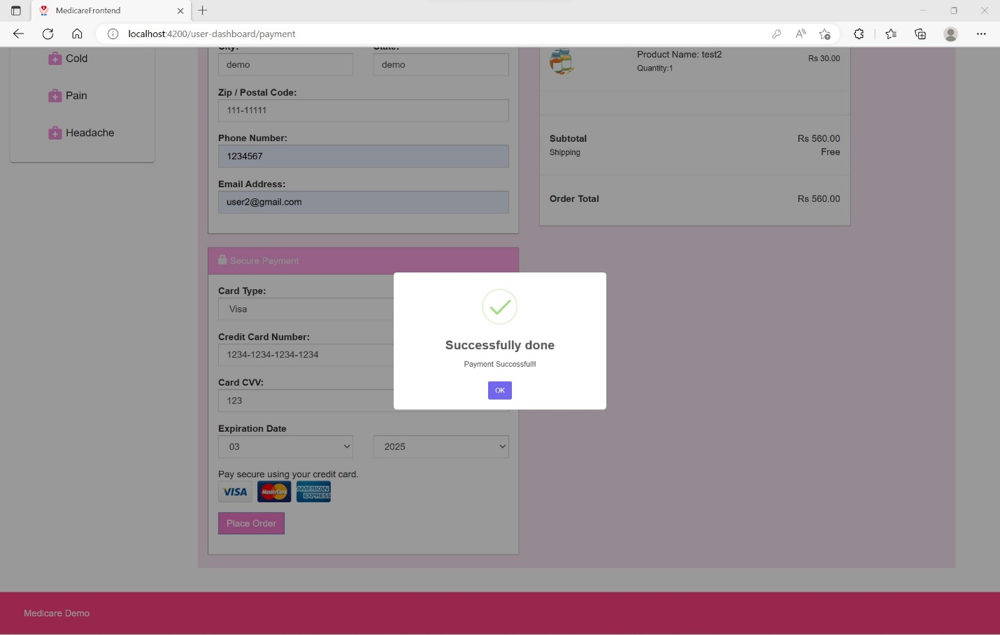 MedicareFrontend
localhost:4200/user-dashboard/payment
Cold
Pain
Headache
City:
State:
demo
demo
Zip / Postal Code:
111-11111
Phone Number:
1234567
Email Address:
user2@gmail.com
Product Name: test2
Rs 30.00
Quantity:1
Subtotal
Rs 560.00
Shipping
Free
Order Total
Rs 560.00
Secure Payment
Card Type:
Visa
Credit Card Number:
1234-1234-1234-1234
Card CVV:
123
Expiration Date
03
2025
Pay secure using your credit card.
VISA
MasterCard
AMERICAN
EXPRESS
Place Order
Successfully done
Payment Successful!!
OK
Medicare Demo